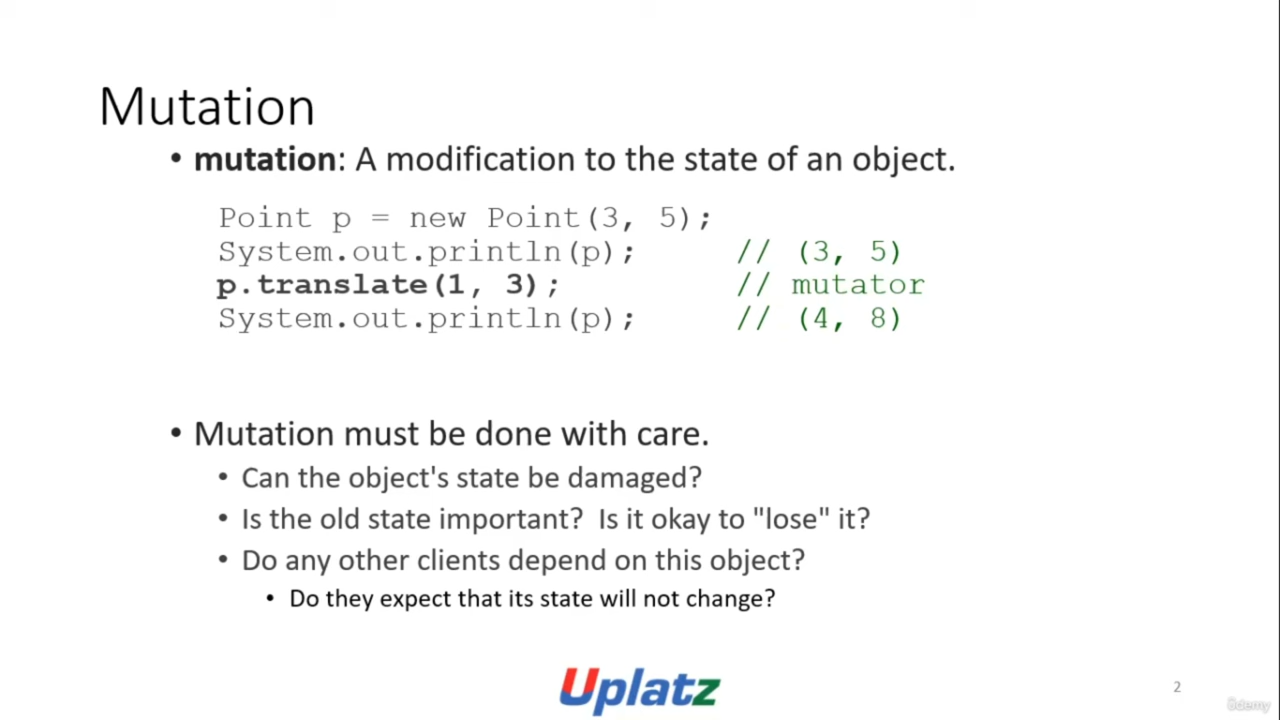 Mutation
• mutation: A modification to the state of an object.
Point p = new Point(3, 5);
System.out.println(p); // (3, 5)
p.translate(1, 3); // mutator
System.out.println(p); // (4, 8)
• Mutation must be done with care.
• Can the object's state be damaged?
• Is the old state important? Is it okay to "lose" it?
• Do any other clients depend on this object?
• Do they expect that its state will not change?
Uplatz
2
ûdemy